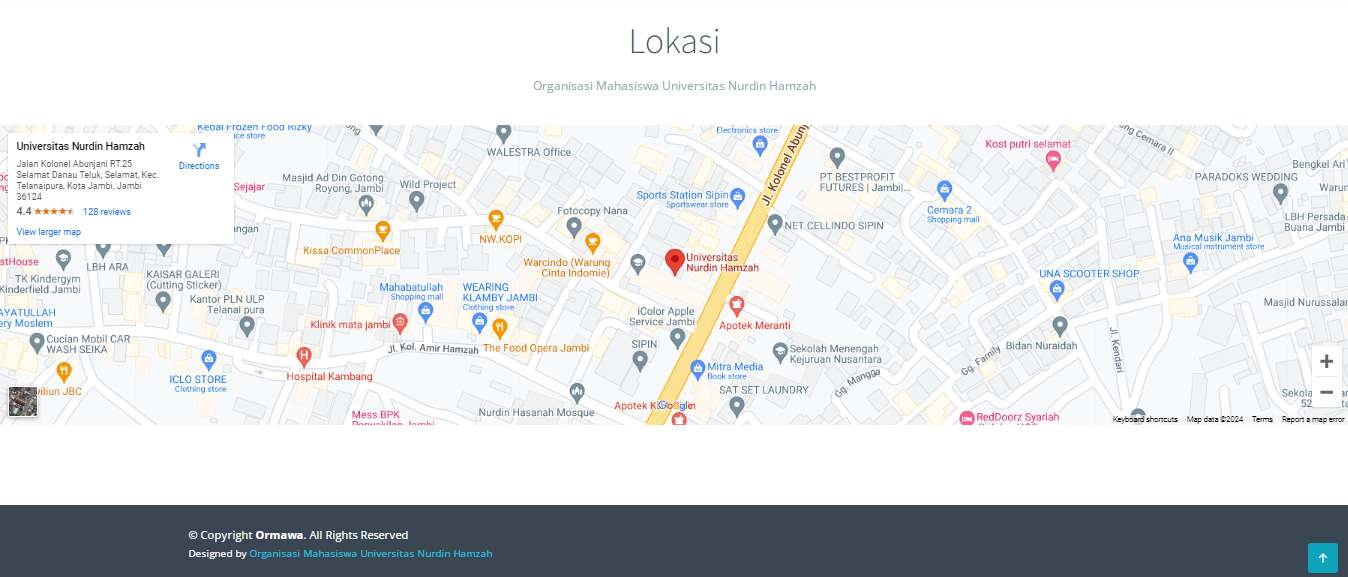 Lokasi
Organisasi Mahasiswa Universitas Nurdin Hamzah
Kedai Frozen Food Rizky
Universitas Nurdin Hamzah
Jalan Kolonel Abunjani RT.25
Selamat Danau Teluk, Selamat, Kec.
Telanaipura, Kota Jambi, Jambi
36124
4.4
128 reviews
View larger map
Directions
Sejajar
Masjid Ad Din Gotong
Royong, Jambi
Wild Project
WALESTRA Office
Electronics store
Jl. Kolonel Abunj
PT BESTPROFIT
FUTURES | Jambi...
Kost putri selamat
Bengkel Ari
PARADOKS WEDDING
Sports Station Sipin
Sportswear store
Fotocopy Nana
NW.KOPI
Kissa CommonPlace
Warcindo (Warung
Cinta Indomie)
NET CELLINDO SIPIN
Cemara 2
Shopping mall
LBH Persada
Buana Jambi
Ana Musik Jambi
Musical instrument store
Universitas
Nurdin Hamzah
LBH ARA
TK Kindergym
Kinderfield Jambi
KAISAR GALERI
(Cutting Sticker)
Kantor PLN ULP
Telanai pura
Mahabatullah
Shopping mall
WEARING
KLAMBY JAMBI
Clothing store
UNA SCOOTER SHOP
Klinik mata jambi
iColor Apple
Service Jambi
Apotek Meranti
Masjid Nurussalam
Cucian Mobil CAR
WASH SEIKA
Jl. Kol. Amir Hamzah
The Food Opera Jambi
SIPIN
Sekolah Menengah
Kejuruan Nusantara
Bidan Nuraidah
Jl. Kendari
Gg. Family
Gg. Mangga
ICLO STORE
Clothing store
Hospital Kambang
Mitra Media
Book store
SAT SET LAUNDRY
JBC
Nurdin Hasanah Mosque
Mess BPK
Perwakilan Jambi
Apotek
Google
RedDoorz Syariah
Keyboard shortcuts
Map data ©2024
Terms
Report a map error
© Copyright Ormawa. All Rights Reserved
Designed by Organisasi Mahasiswa Universitas Nurdin Hamzah